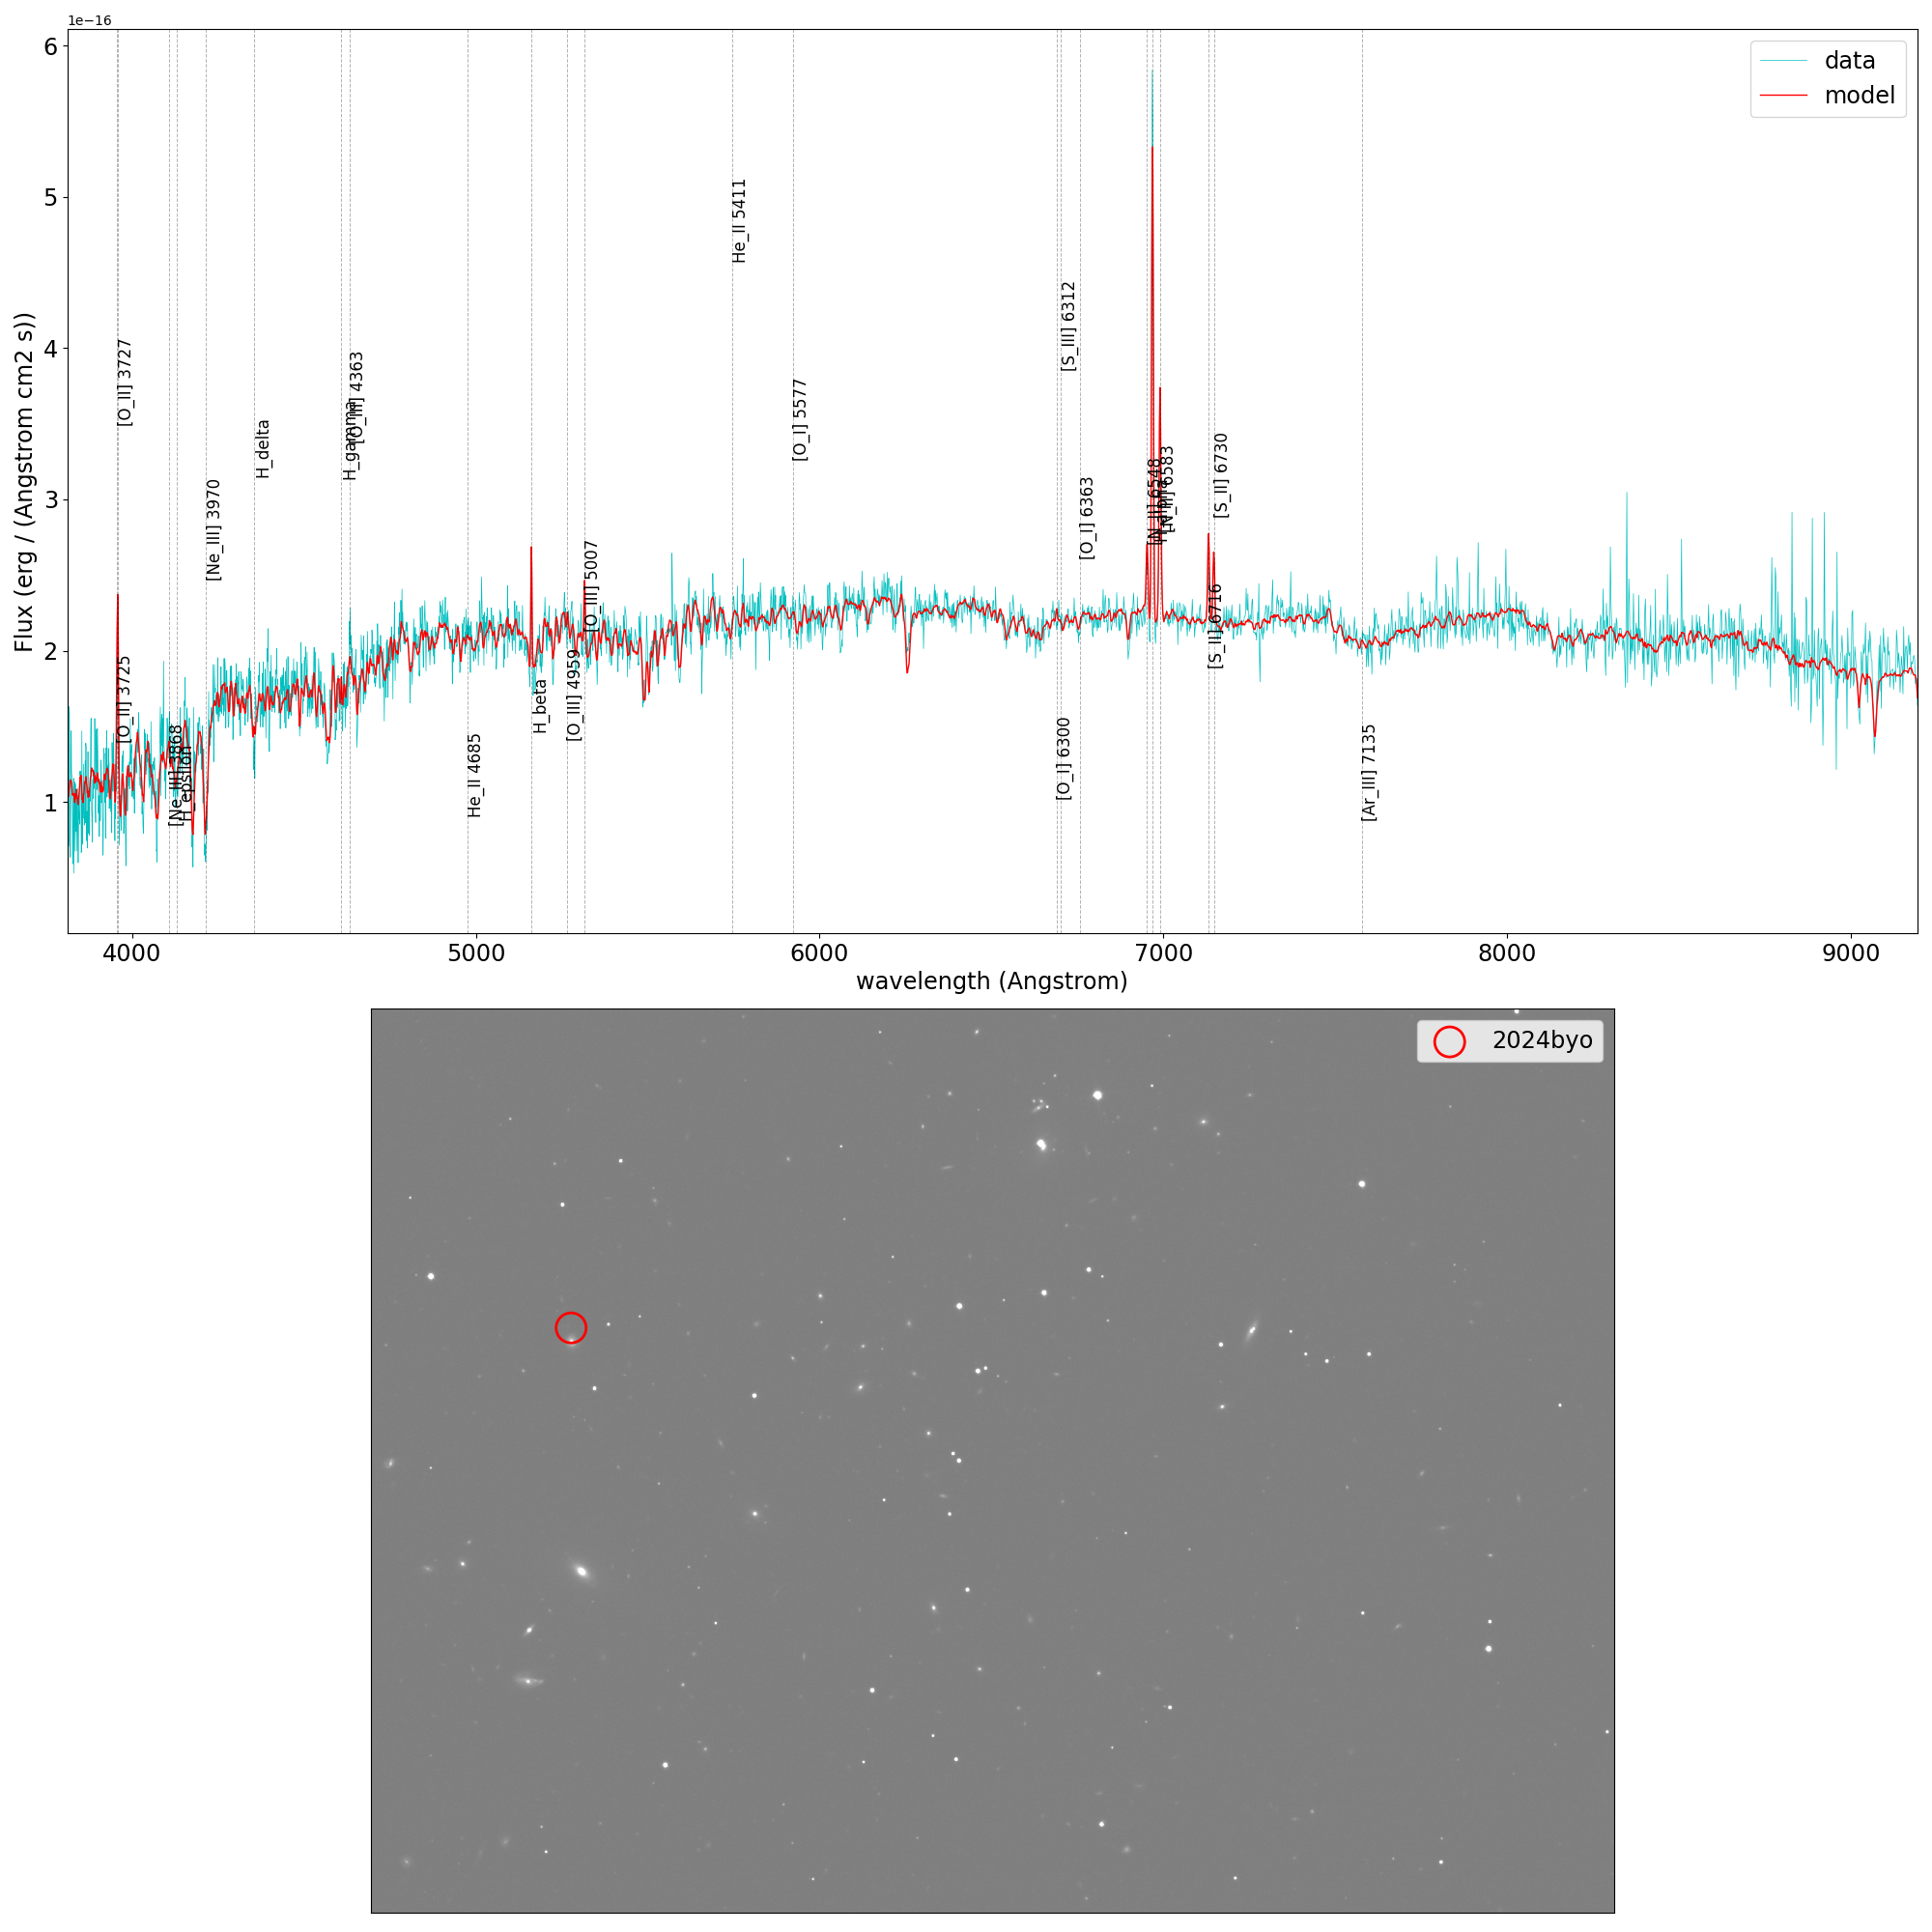 1e−16
data
model
6
5
4
3
2
1
Flux (erg / (Angstrom cm2 s))
[O_II] 3725
[O_II] 3727
[Ne_III] 3868
H_epsilon
[Ne_III] 3970
H_delta
H_gamma
[O_III] 4363
He_II 4685
H_beta
[O_III] 4959
[O_III] 5007
He_II 5411
[O_I] 5577
[O_I] 6300
[S_III] 6312
[O_I] 6363
[N_II] 6548
[N_II] 6583
[S_II] 6716
[S_II] 6730
[Ar_III] 7135
4000
5000
6000
7000
8000
9000
wavelength (Angstrom)
2024byo